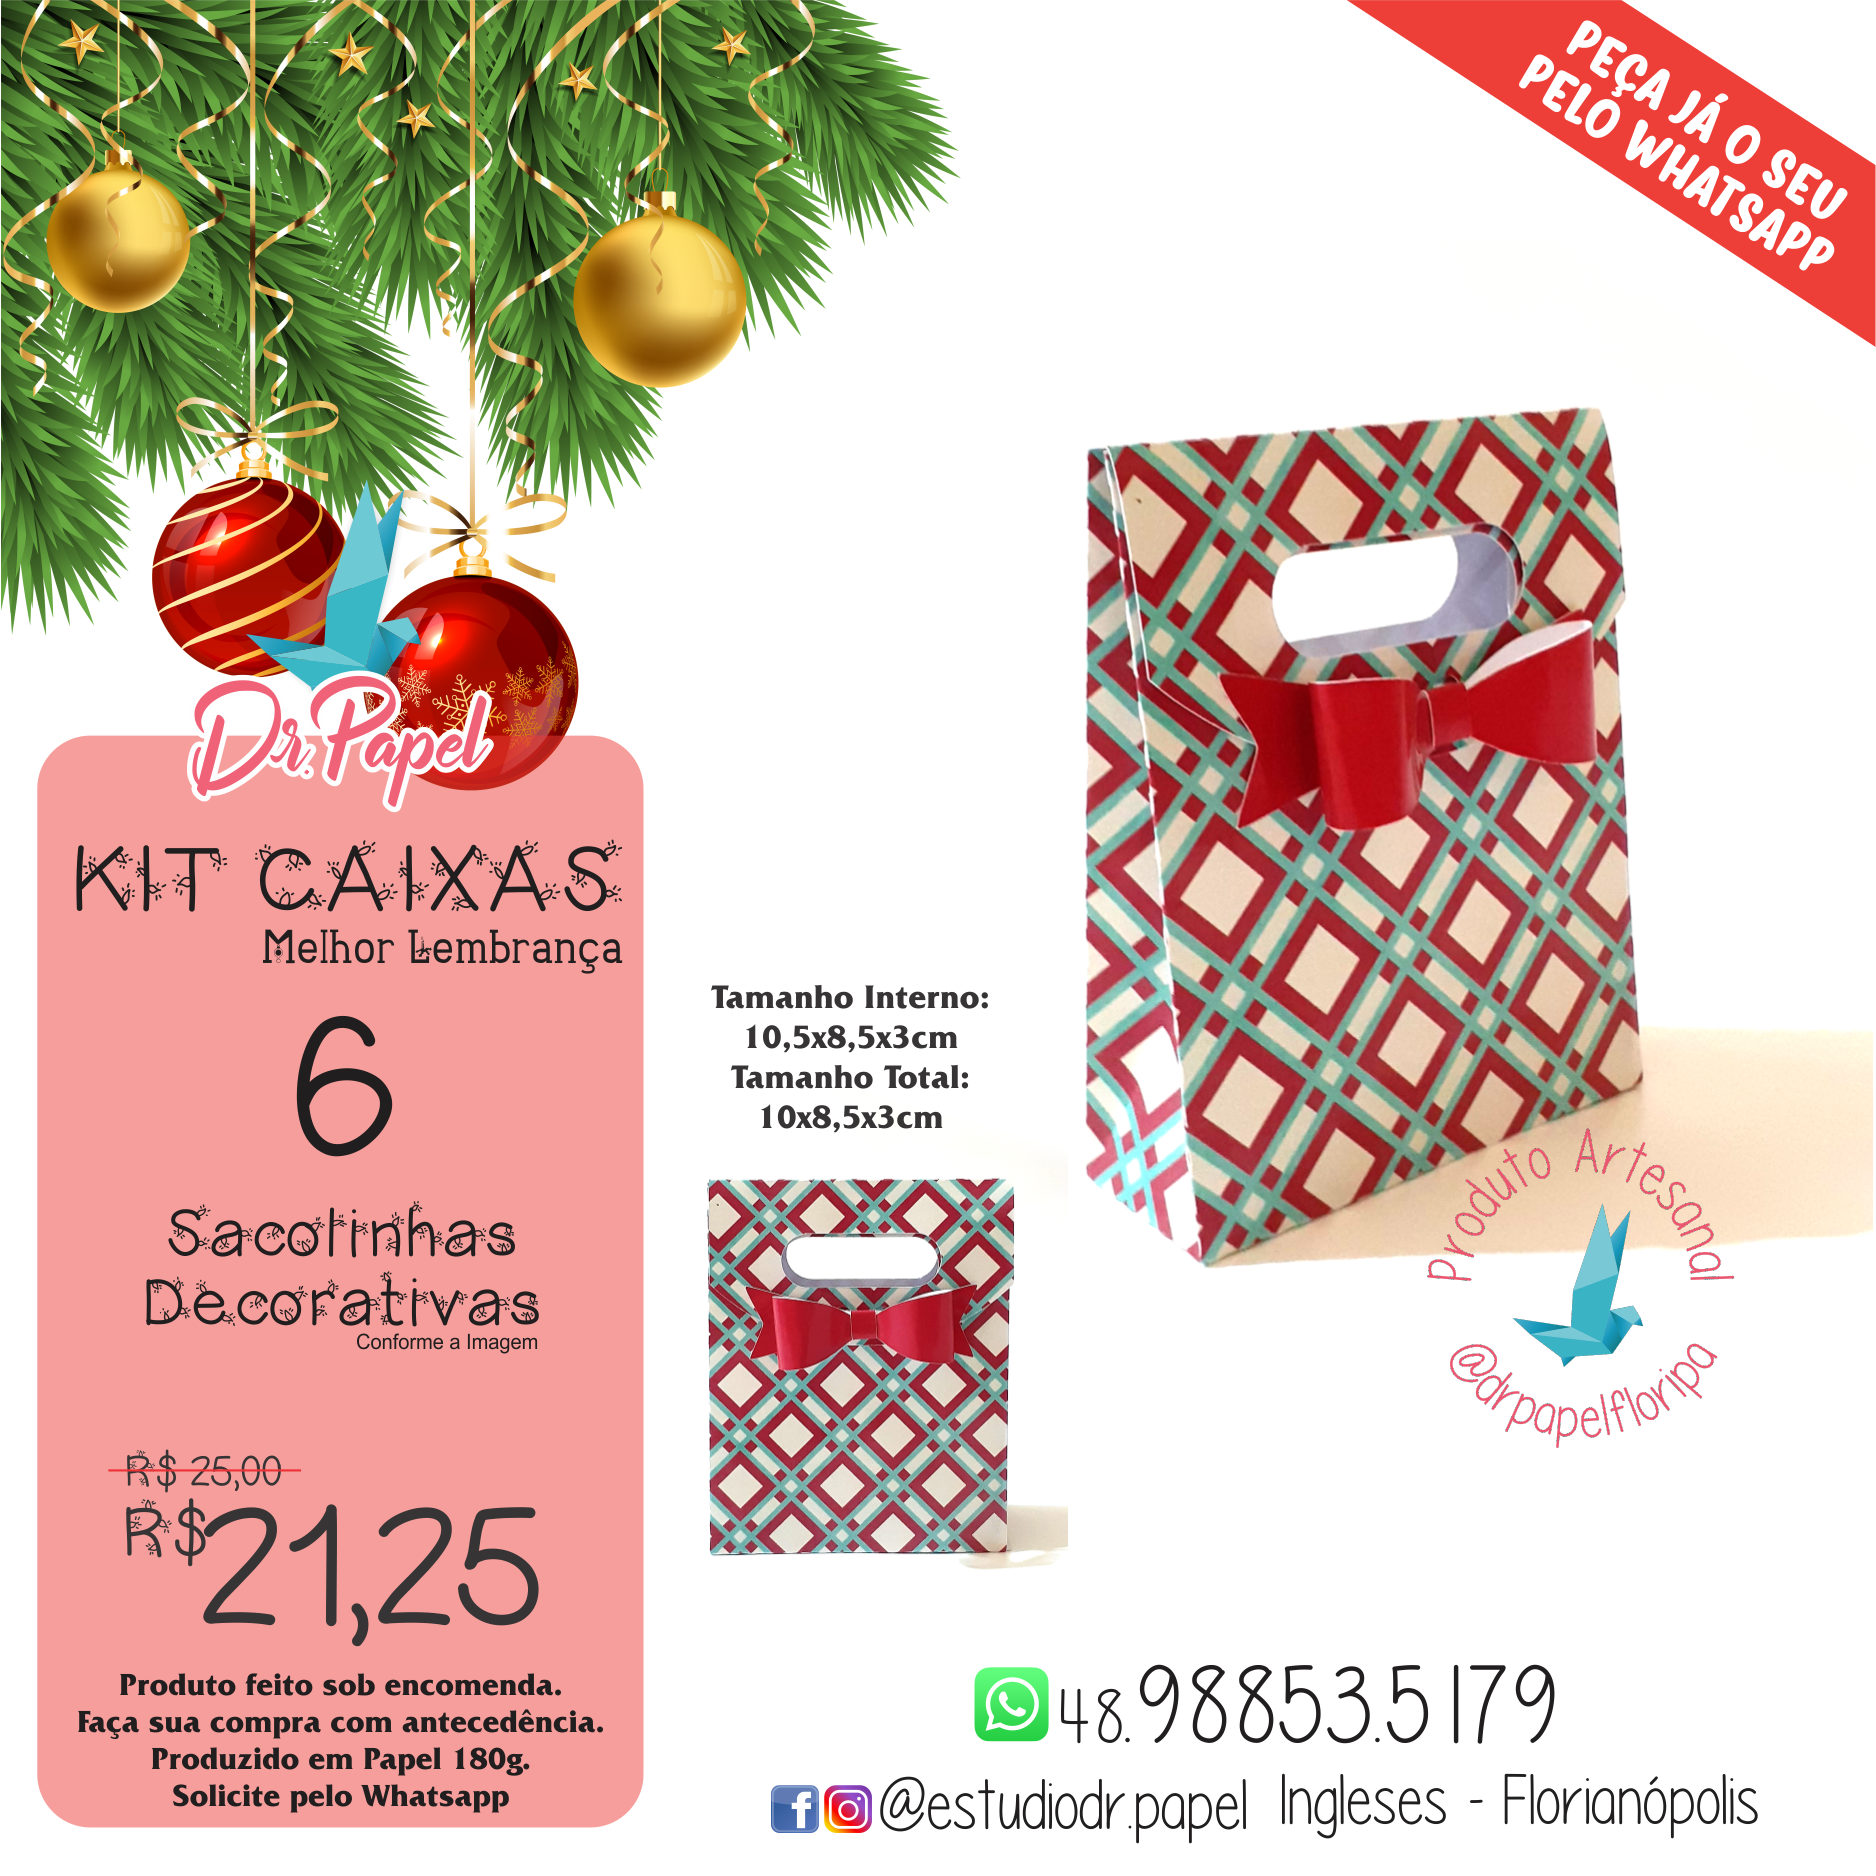 PEÇA JÁ O SEU
PELO WHATSAPP
Dr. Papel
KIT CAIXAS
Melhor Lembrança
6
Sacolinhas
Decorativas
Conforme a Imagem
R$ 25,00
R$21,25
Produto feito sob encomenda.
Faça sua compra com antecedência.
Produzido em Papel 180g.
Solicite pelo Whatsapp
Tamanho Interno:
10,5x8,5x3cm
Tamanho Total:
10x8,5x3cm
Produto Artesanal
@drpapelfloripa
48.98853.5179
@estudiodr.papel Ingleses - Florianópolis